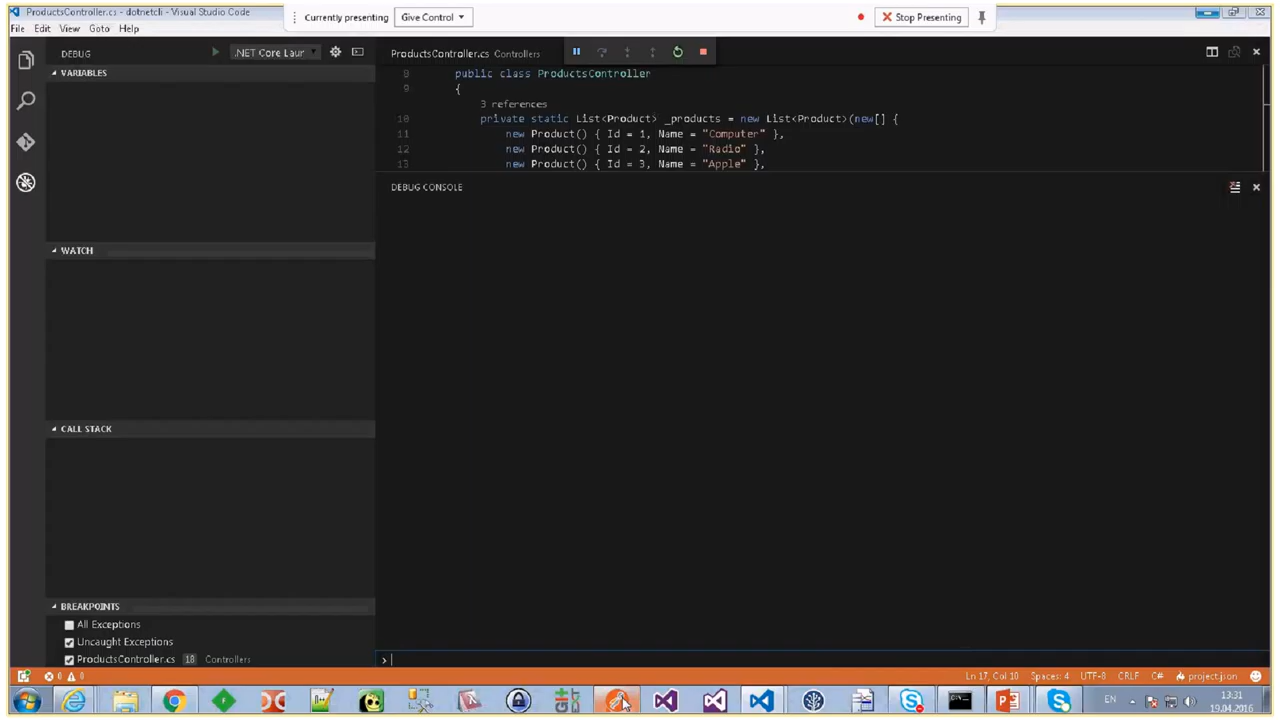 ProductsController.cs - dotnetcli - Visual Studio Code
Currently presenting
Give Control
Stop Presenting
File Edit View Goto Help
DEBUG
.NET Core Laur
ProductsController.cs Controllers
VARIABLES
8 public class ProductsController
9 {
3 references
10 private static List<Product> _products = new List<Product>(new[] {
11 new Product() { Id = 1, Name = "Computer" },
12 new Product() { Id = 2, Name = "Radio" },
13 new Product() { Id = 3, Name = "Apple" },
DEBUG CONSOLE
WATCH
CALL STACK
BREAKPOINTS
All Exceptions
Uncaught Exceptions
ProductsController.cs 18 Controllers
>
0 0
Ln 17, Col 10 Spaces: 4 UTF-8 CRLF C# project.json
EN
13:31
19.04.2016